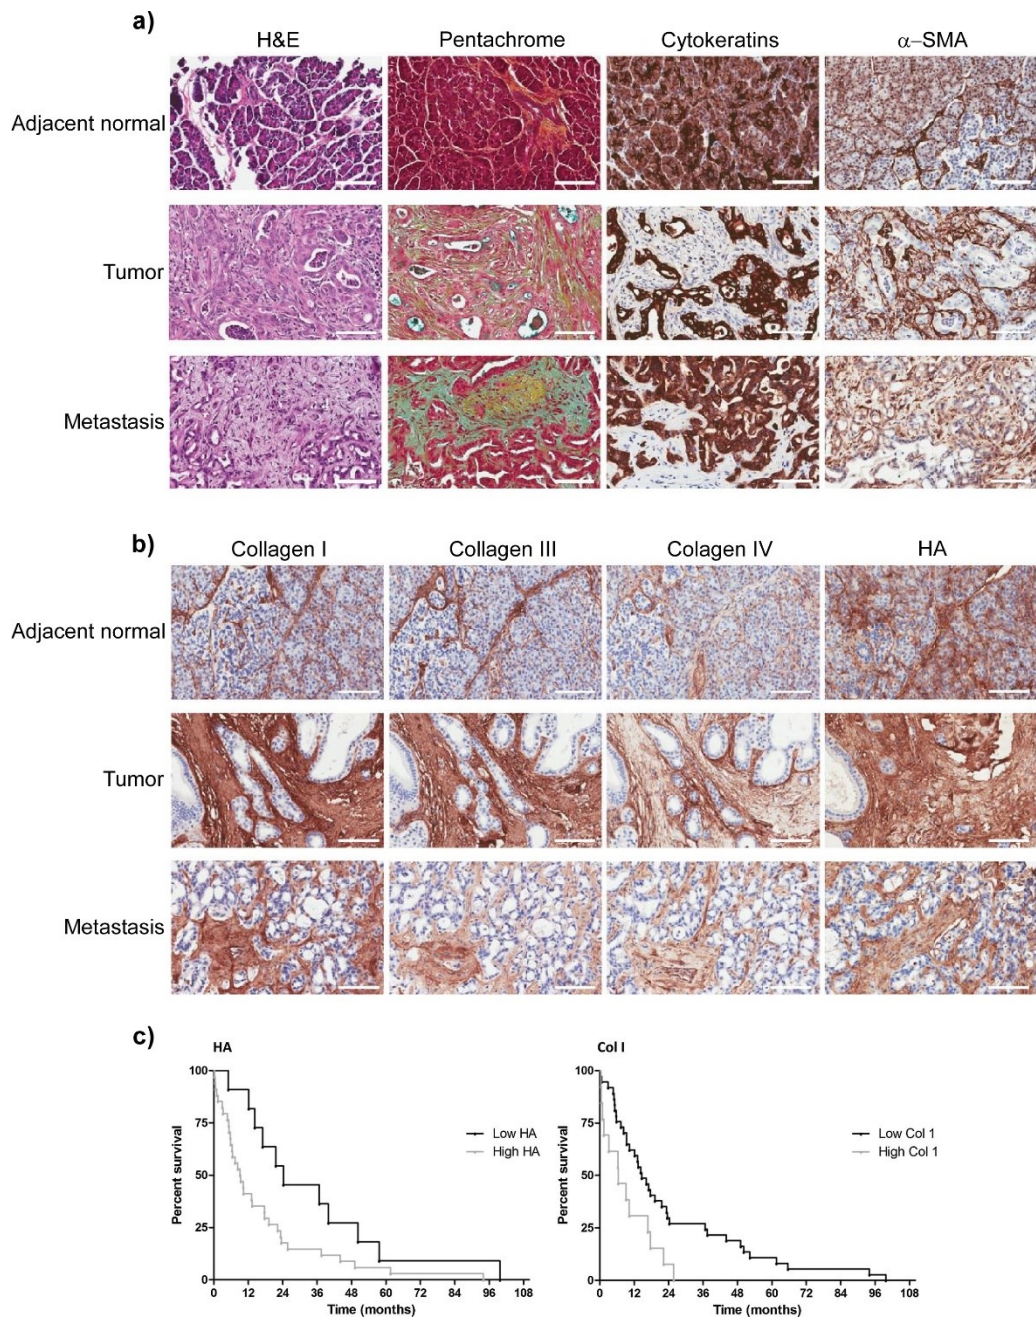 a)
H&E Pentachrome Cytokeratins α–SMA
Adjacent normal
Tumor
Metastasis
b)
Collagen I Collagen III Colagen IV HA
Adjacent normal
Tumor
Metastasis
c)
HA
100
75
50
25
0
Percent survival
Low HA
High HA
0 12 24 36 48 60 72 84 96 108
Time (months)
Col I
100
75
50
25
0
Percent survival
Low Col 1
High Col 1
0 12 24 36 48 60 72 84 96 108
Time (months)